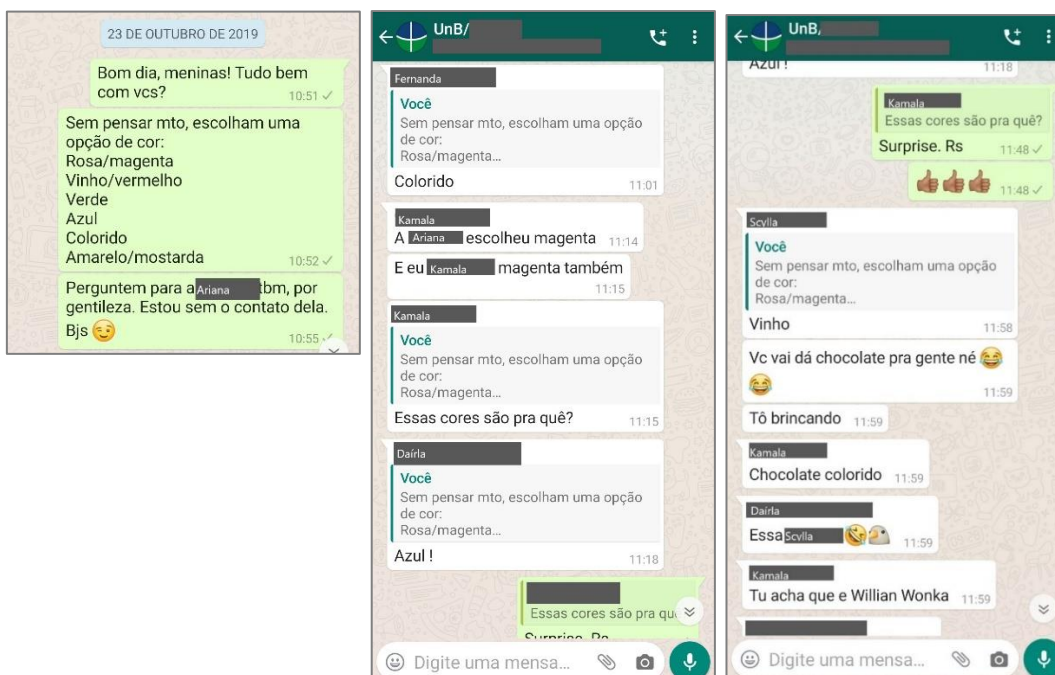 23 DE OUTUBRO DE 2019
Bom dia, meninas! Tudo bem
com vcs?
10:51
Sem pensar mto, escolham uma
opção de cor:
Rosa/magenta
Vinho/vermelho
Verde
Azul
Colorido
Amarelo/mostarda
10:52
Perguntem para a Ariana tbm, por
gentileza. Estou sem o contato dela.
Bjs
10:55
UnB/
Fernanda
Você
Sem pensar mto, escolham uma opção
de cor:
Rosa/magenta...
Colorido
11:01
Kamala
A Ariana escolheu magenta 11:14
E eu Kamala magenta também
11:15
Kamala
Você
Sem pensar mto, escolham uma opção
de cor:
Rosa/magenta...
Essas cores são pra quê?
11:15
Daírla
Você
Sem pensar mto, escolham uma opção
de cor:
Rosa/magenta...
Azul !
11:18
Essas cores são pra qu
Surprise. Rs
Digite uma mensa...
UnB/
Azul !
11:18
Kamala
Essas cores são pra quê?
Surprise. Rs 11:48
11:48
Scylla
Você
Sem pensar mto, escolham uma opção
de cor:
Rosa/magenta...
Vinho
11:58
Vc vai dá chocolate pra gente né
11:59
Tô brincando 11:59
Kamala
Chocolate colorido 11:59
Daírla
Essa Scylla 11:59
Kamala
Tu acha que e Willian Wonka 11:59
Digite uma mensa...